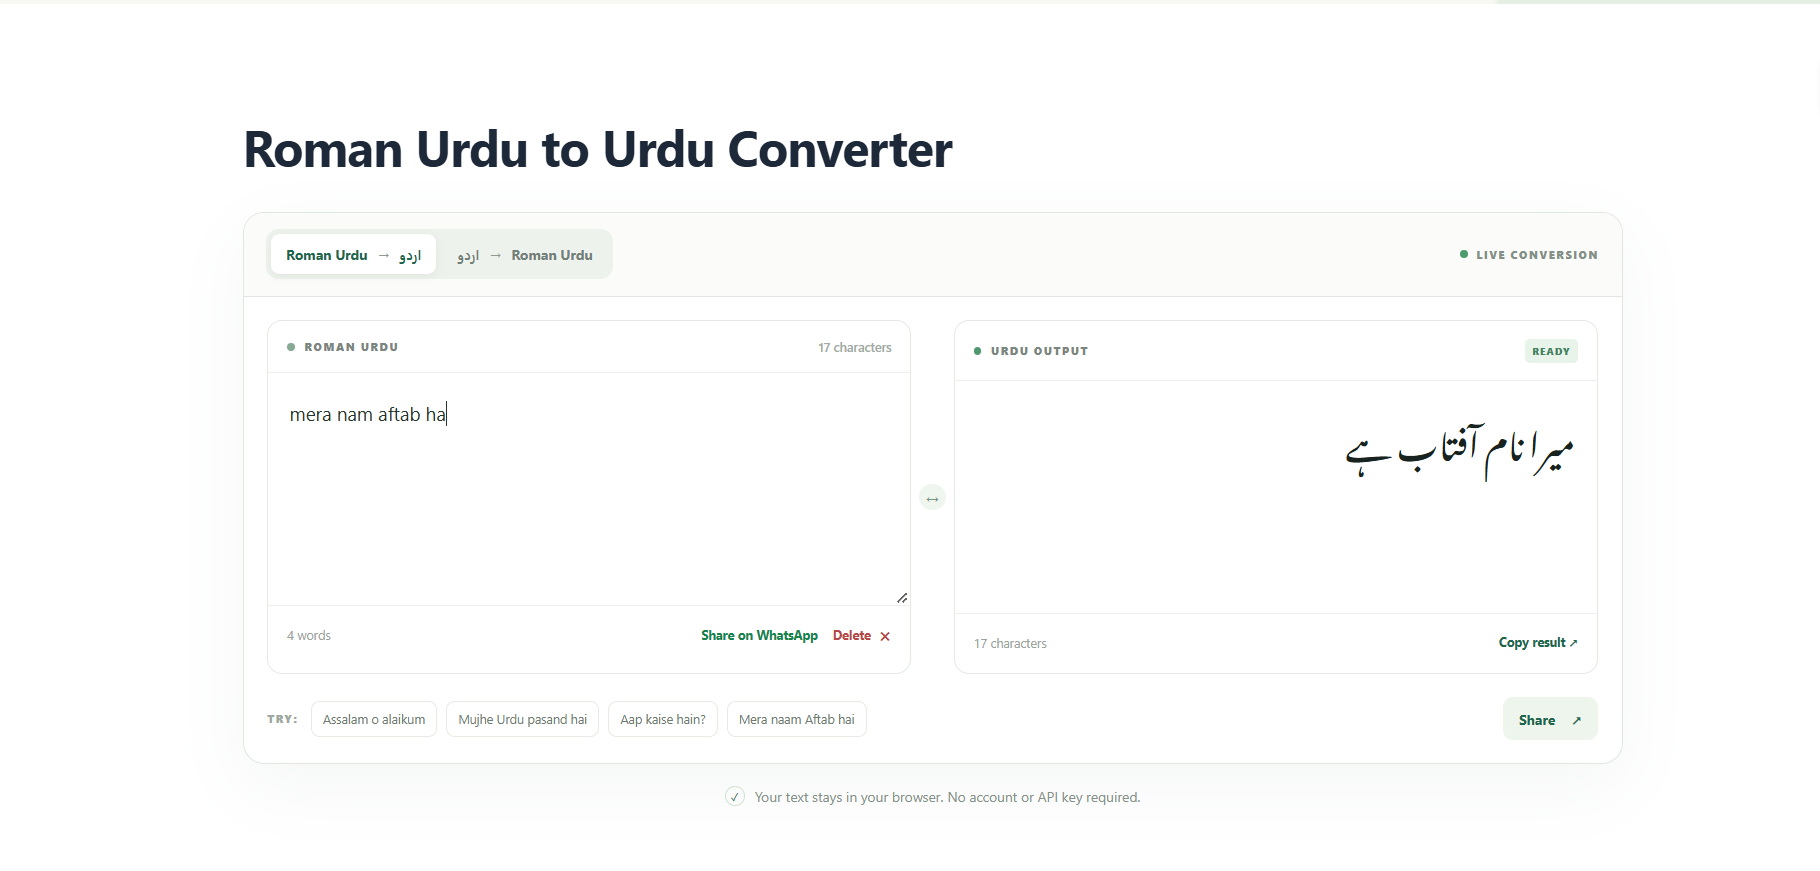 Roman Urdu to Urdu Converter
Roman Urdu → اردو
اردو → Roman Urdu
LIVE CONVERSION
ROMAN URDU
17 characters
mera nam aftab ha
4 words
Share on WhatsApp
Delete ×
↔
URDU OUTPUT
READY
میرا نام آفتاب ہے
17 characters
Copy result ↗
TRY:
Assalam o alaikum
Mujhe Urdu pasand hai
Aap kaise hain?
Mera naam Aftab hai
Share ↗
✓ Your text stays in your browser. No account or API key required.